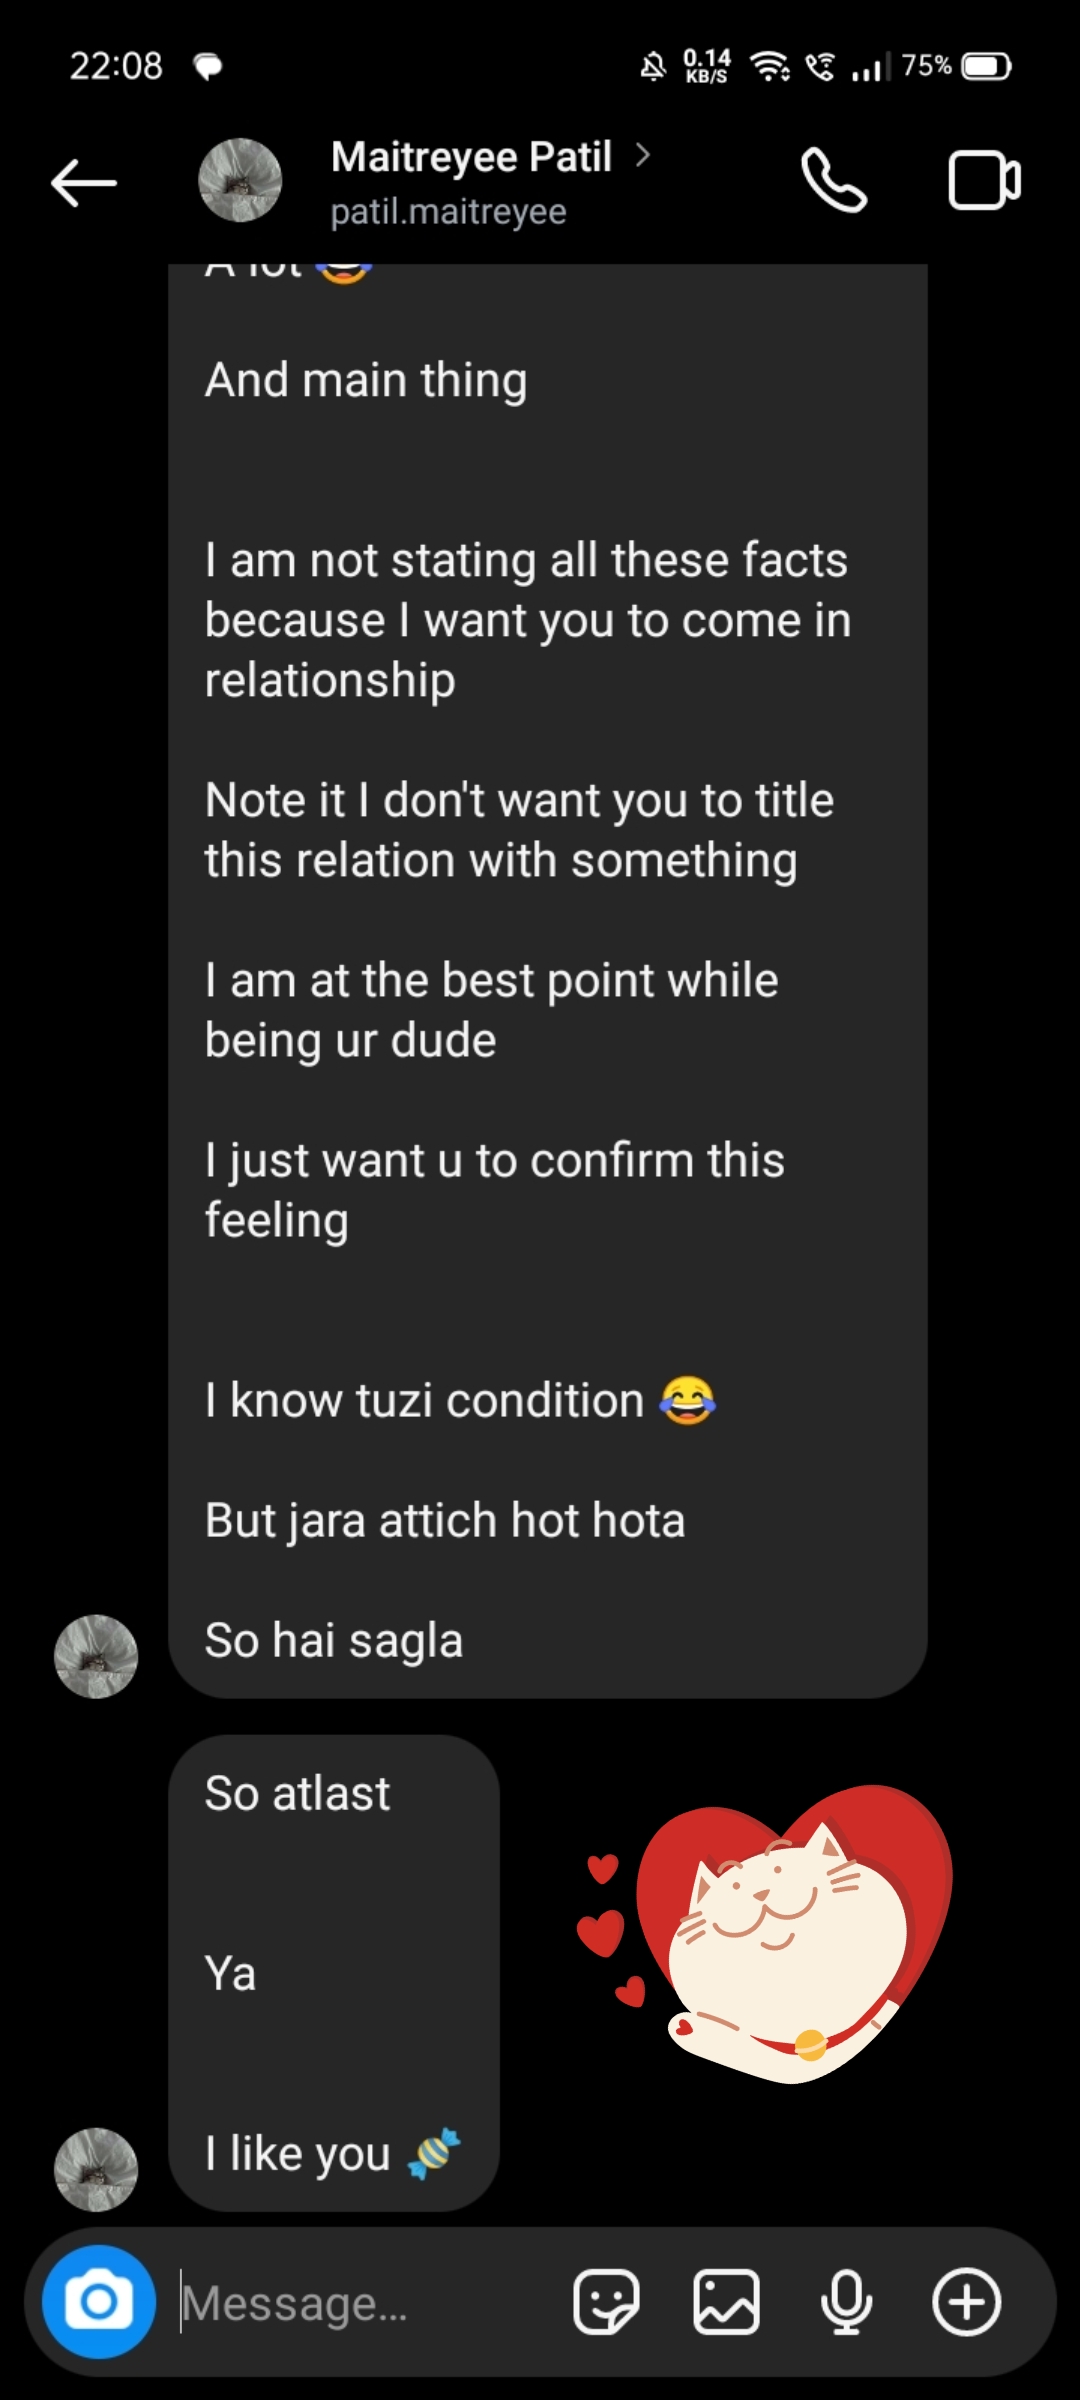 22:08
0.14
KB/S
75%
Maitreyee Patil
patil.maitreyee
A lot 😂
And main thing
I am not stating all these facts
because I want you to come in
relationship
Note it I don't want you to title
this relation with something
I am at the best point while
being ur dude
I just want u to confirm this
feeling
I know tuzi condition 😂
But jara attich hot hota
So hai sagla
So atlast
Ya
I like you 🍬
Message...